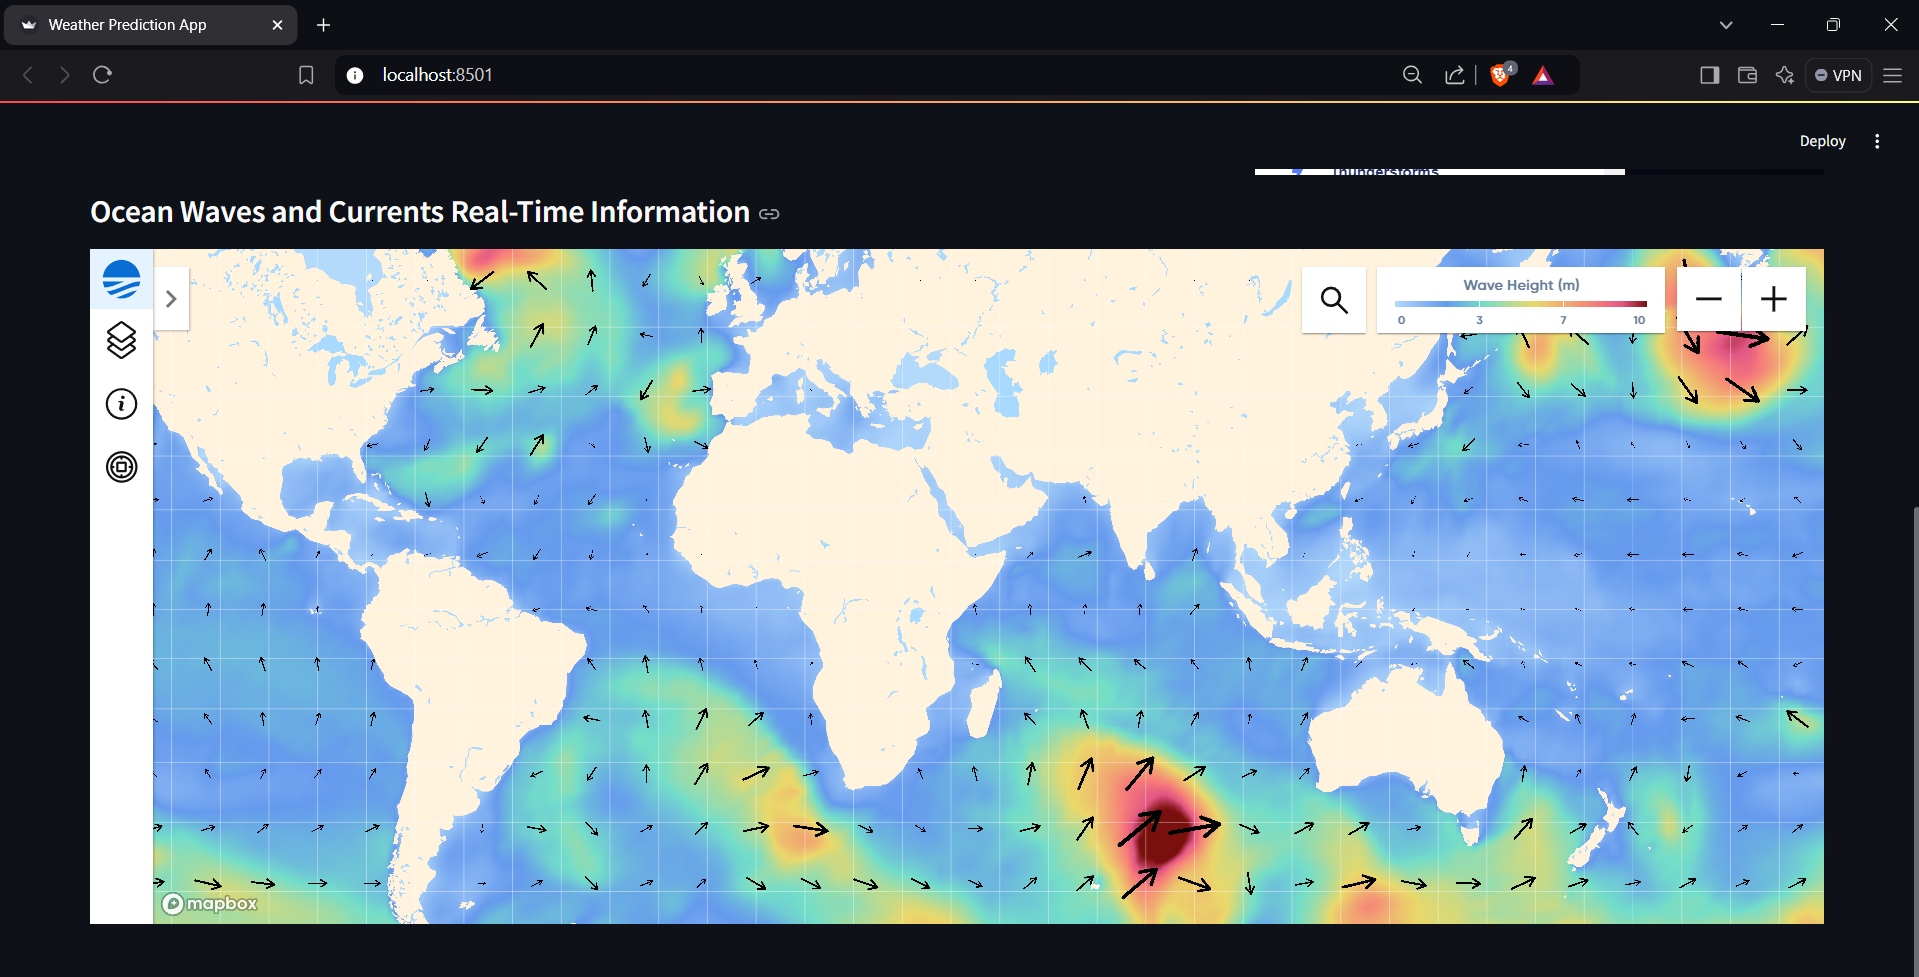 Weather Prediction App
localhost:8501
4
VPN
Deploy
Thunderstorms
Ocean Waves and Currents Real-Time Information
Wave Height (m)
0 3 7 10
mapbox